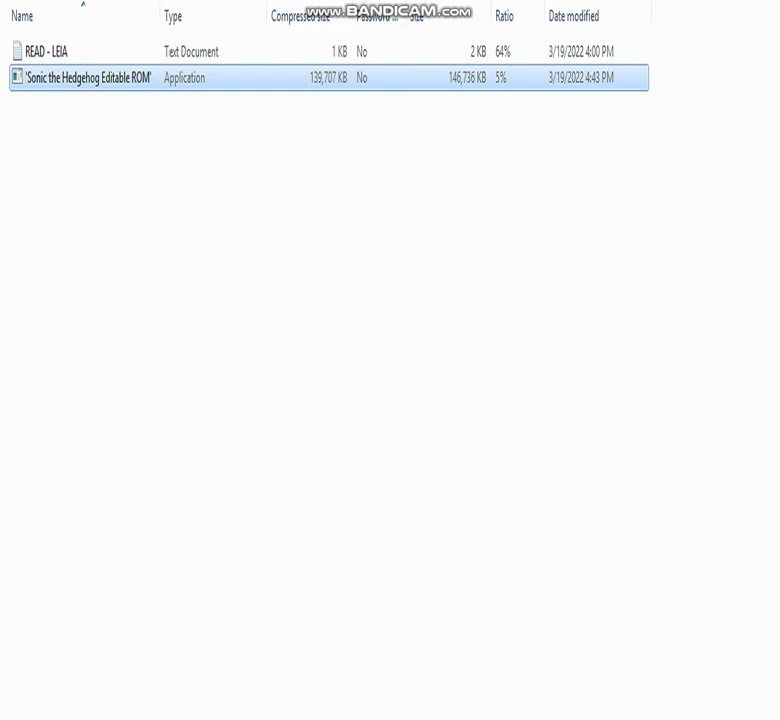 www.BANDICAM.com
Name Type Compressed size Password ... Size Ratio Date modified
READ - LEIA Text Document 1 KB No 2 KB 64% 3/19/2022 4:00 PM
'Sonic the Hedgehog Editable ROM' Application 139,707 KB No 146,736 KB 5% 3/19/2022 4:43 PM